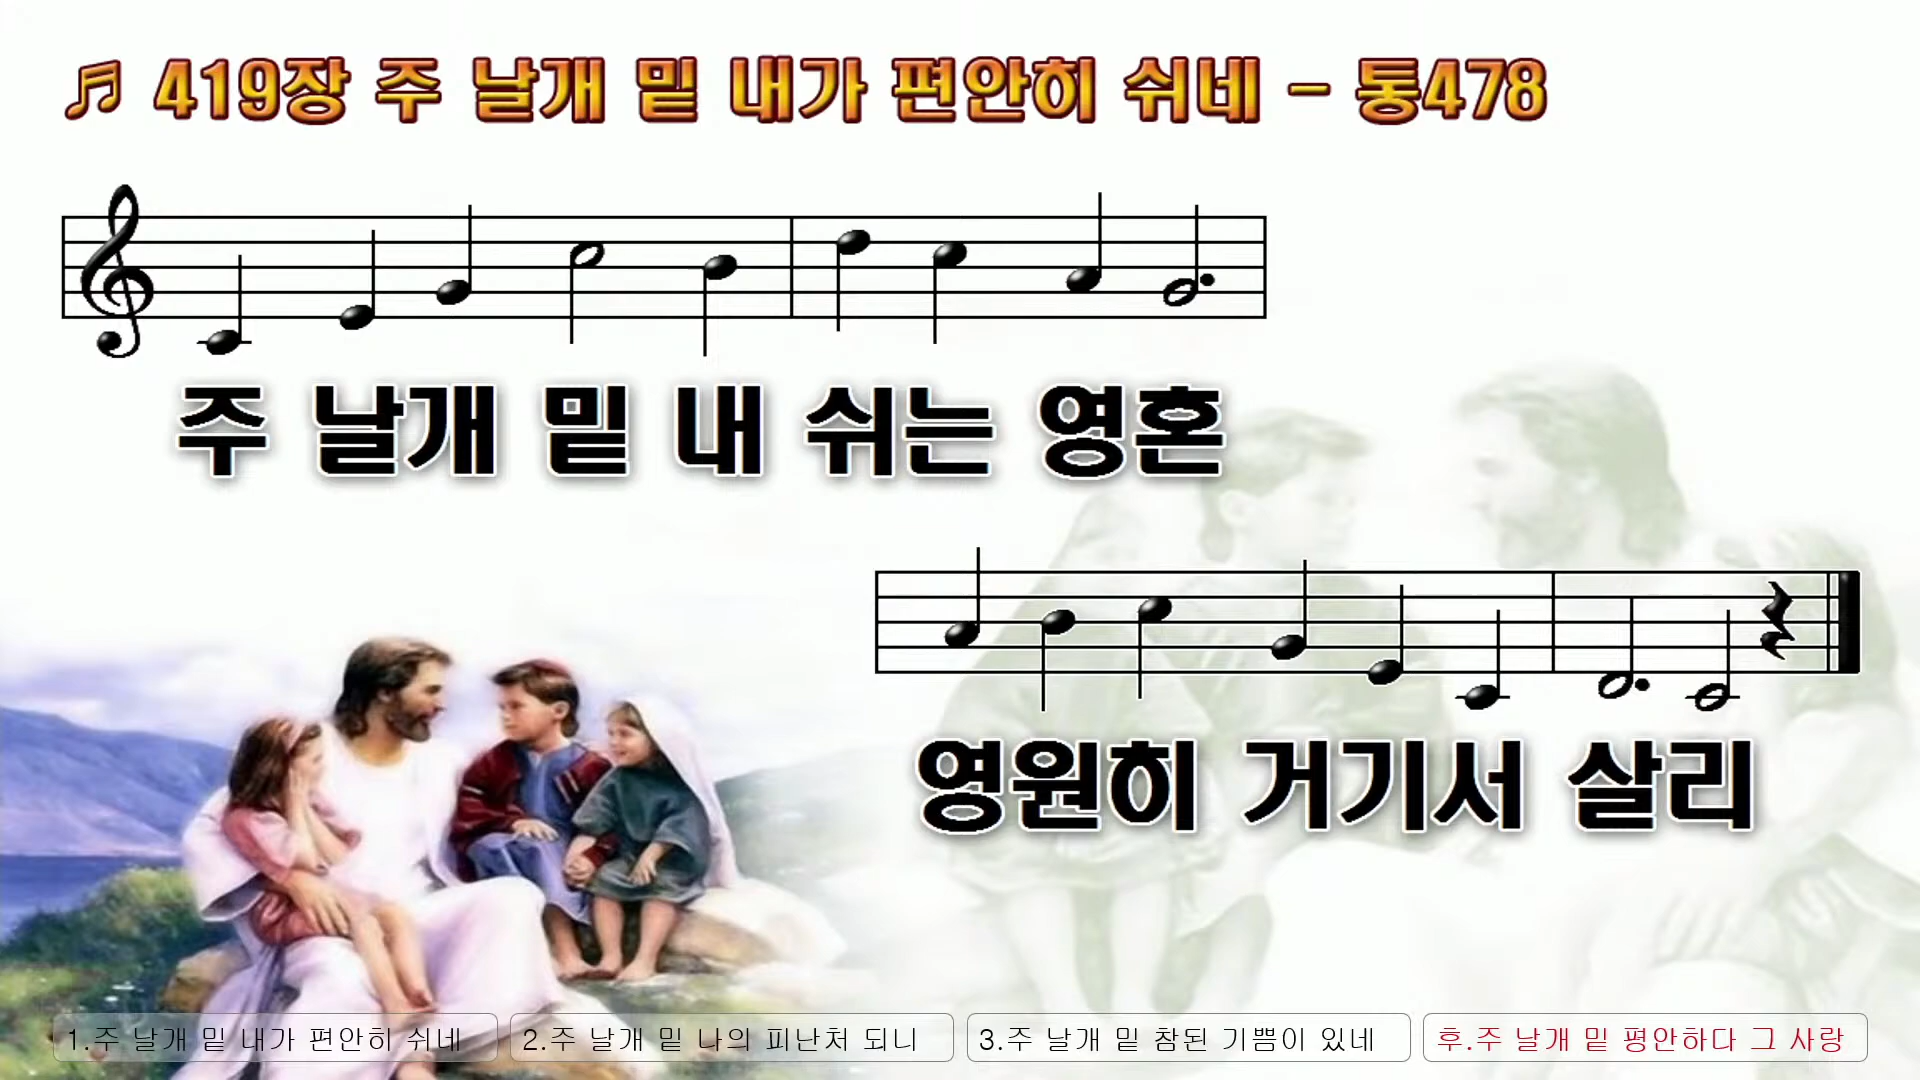 ♬ 419장 주 날개 밑 내가 편안히 쉬네 - 통478
주 날개 밑 내 쉬는 영혼
영원히 거기서 살리
1.주 날개 밑 내가 편안히 쉬네
2.주 날개 밑 나의 피난처 되니
3.주 날개 밑 참된 기쁨이 있네
후.주 날개 밑 평안하다 그 사랑